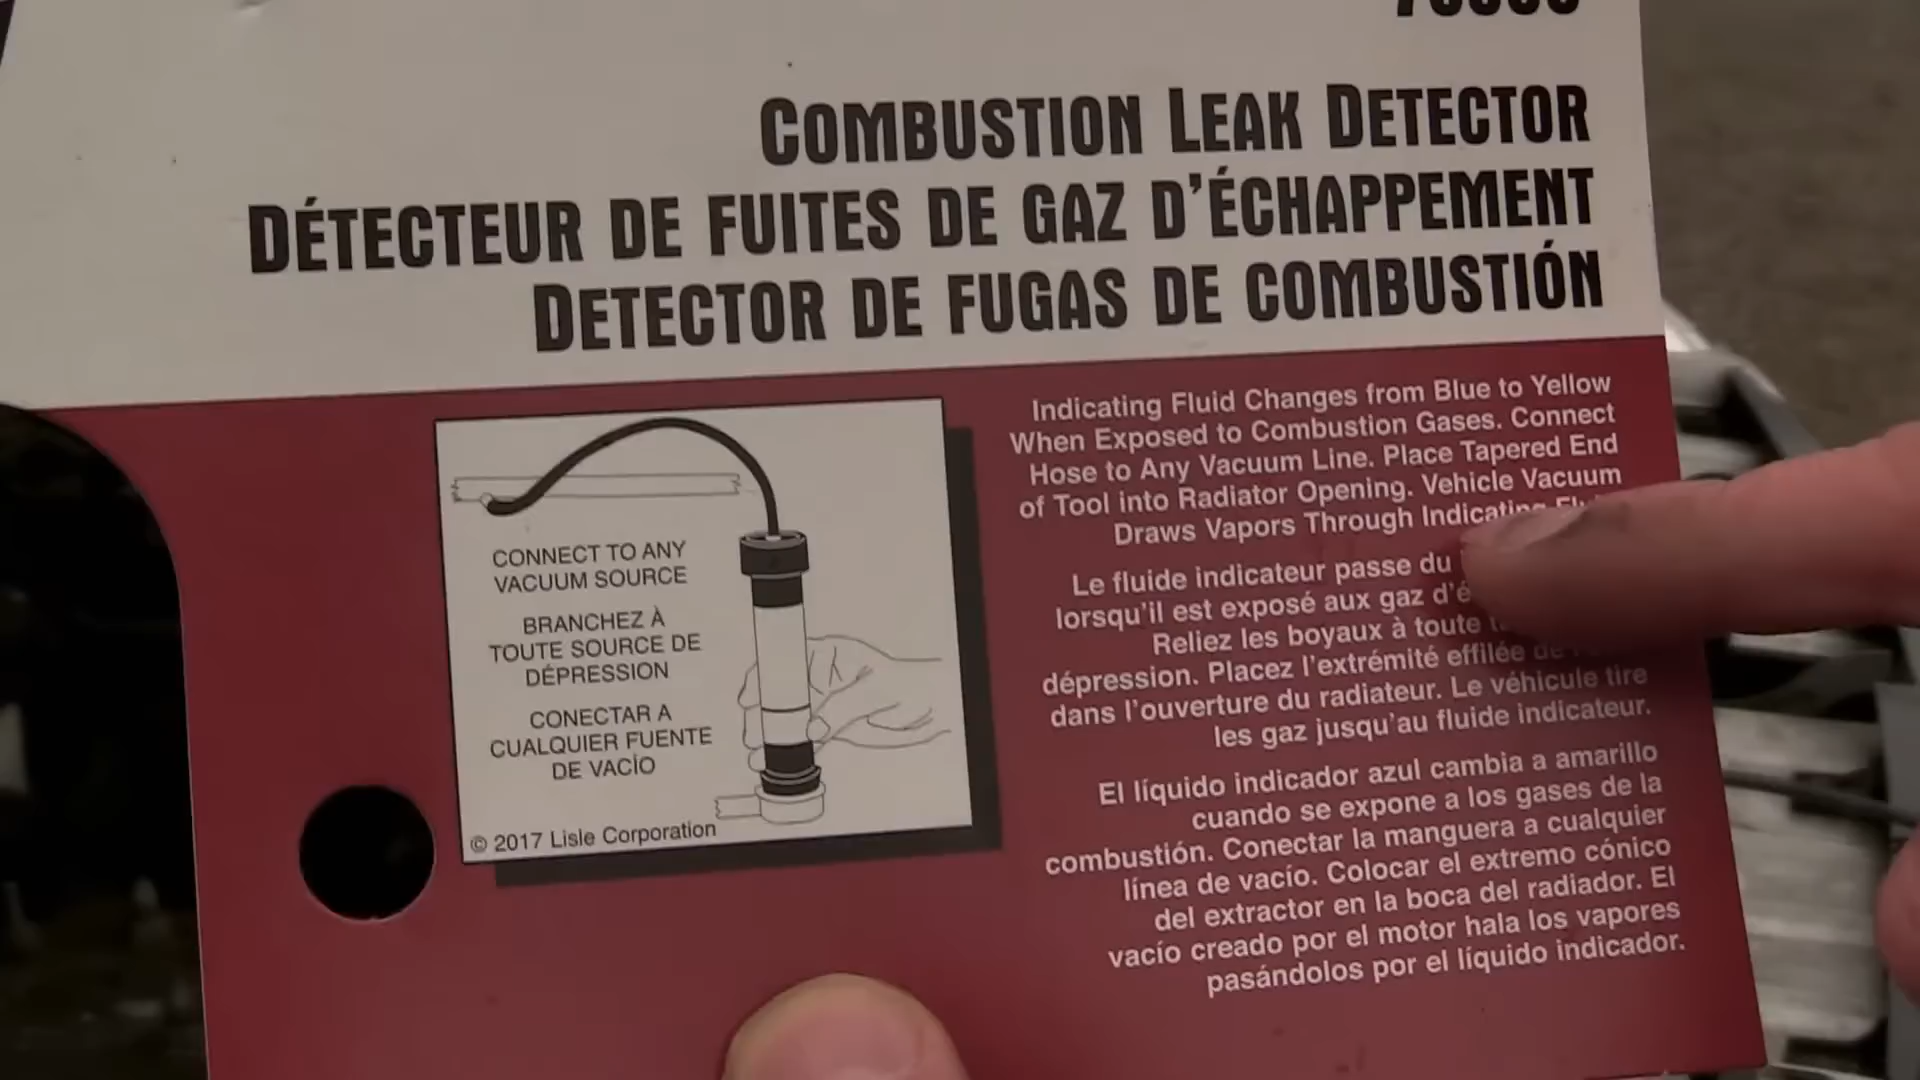 COMBUSTION LEAK DETECTOR
DÉTECTEUR DE FUITES DE GAZ D'ÉCHAPPEMENT
DETECTOR DE FUGAS DE COMBUSTIÓN
CONNECT TO ANY
VACUUM SOURCE
BRANCHEZ À
TOUTE SOURCE DE
DÉPRESSION
CONECTAR A
CUALQUIER FUENTE
DE VACÍO
© 2017 Lisle Corporation
Indicating Fluid Changes from Blue to Yellow
When Exposed to Combustion Gases. Connect
Hose to Any Vacuum Line. Place Tapered End
of Tool into Radiator Opening. Vehicle Vacuum
Draws Vapors Through Indicating
Le fluide indicateur passe du
lorsqu'il est exposé aux gaz
Reliez les boyaux à toute
dépression. Placez l'extrémité effilée
dans l'ouverture du radiateur. Le véhicule tire
les gaz jusqu'au fluide indicateur.
El líquido indicador azul cambia a amarillo
cuando se expone a los gases de la
combustión. Conectar la manguera a cualquier
línea de vacío. Colocar el extremo cónico
del extractor en la boca del radiador. El
vacío creado por el motor hala los vapores
pasándolos por el líquido indicador.